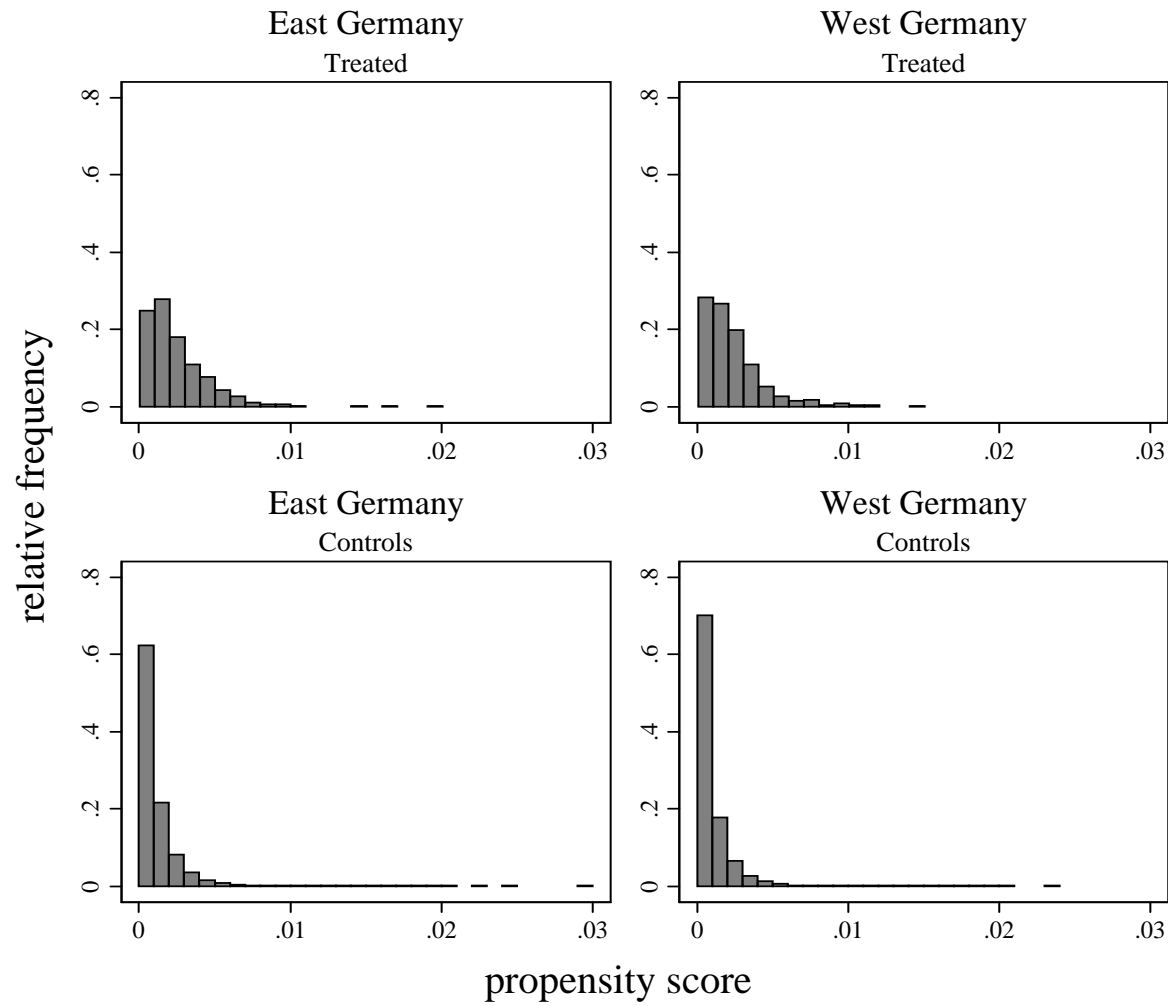 East Germany
Treated
.8
.6
.4
.2
0
0 .01 .02 .03
West Germany
Treated
.8
.6
.4
.2
0
0 .01 .02 .03
East Germany
Controls
.8
.6
.4
.2
0
0 .01 .02 .03
West Germany
Controls
.8
.6
.4
.2
0
0 .01 .02 .03
relative frequency
propensity score